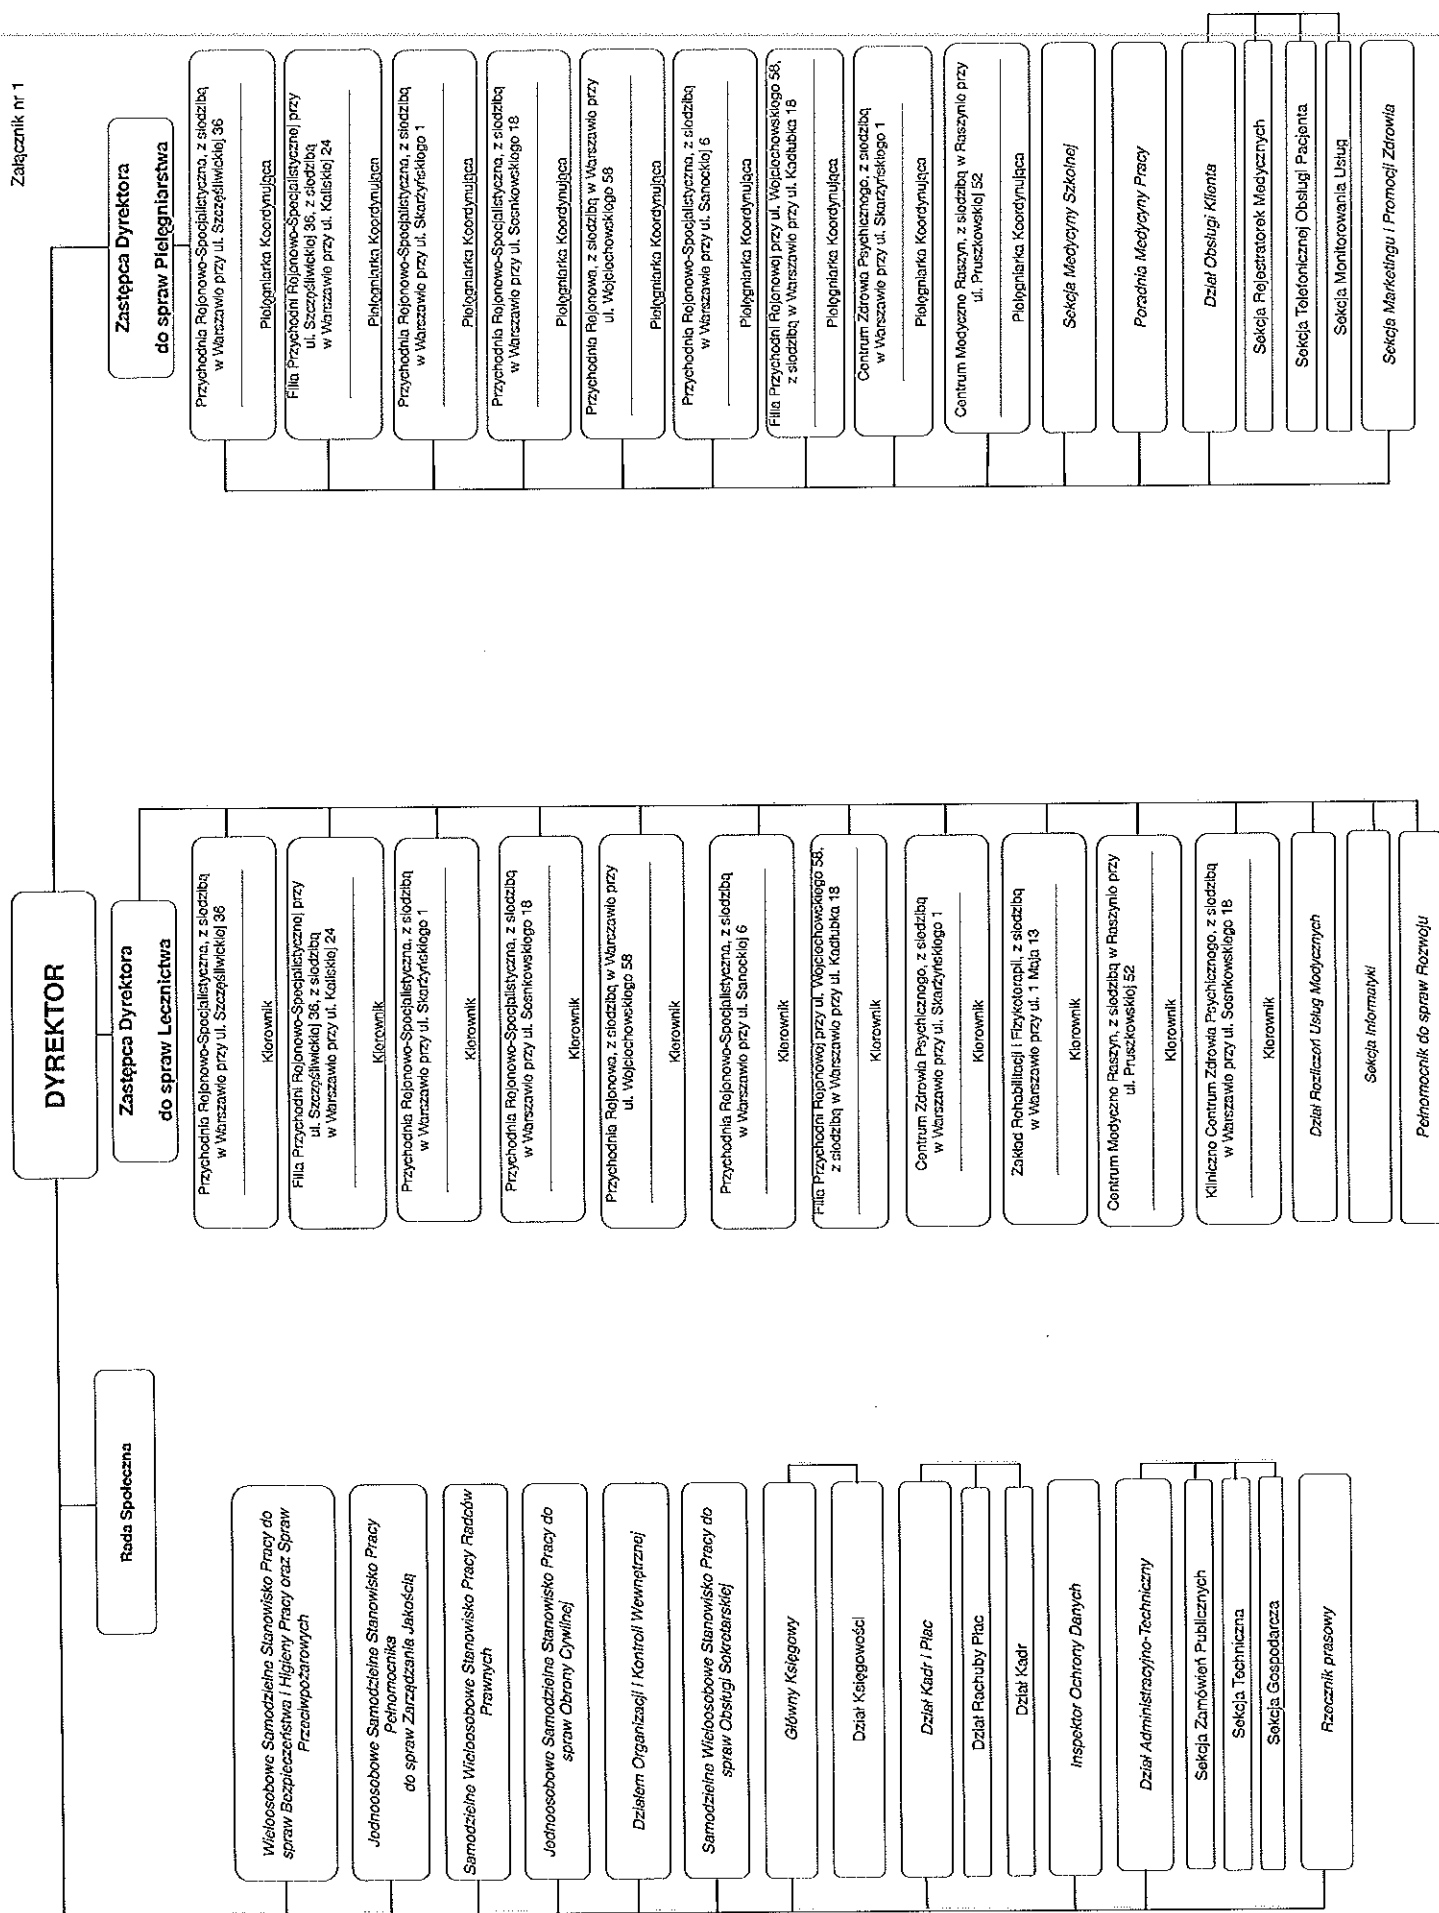 Załącznik nr 1
DYREKTOR
Rada Społeczna
Zastępca Dyrektora
do spraw Lecznictwa
Zastępca Dyrektora
do spraw Pielęgniarstwa
Wieloosobowe Samodzielne Stanowisko Pracy do
spraw Bezpieczeństwa i Higieny Pracy oraz Spraw
Przeciwpożarowych
Jednoosobowe Samodzielne Stanowisko Pracy
Pełnomocnika
do spraw Zarządzania Jakością
Samodzielne Wieloosobowe Stanowisko Pracy Radców
Prawnych
Jednoosobowe Samodzielne Stanowisko Pracy do
spraw Obrony Cywilnej
Działem Organizacji i Kontroli Wewnętrznej
Samodzielne Wieloosobowe Stanowisko Pracy do
spraw Obsługi Sekretarskiej
Główny Księgowy
Dział Księgowości
Dział Kadr i Płac
Dział Rachuby Płac
Dział Kadr
Inspektor Ochrony Danych
Dział Administracyjno-Techniczny
Sekcja Zamówień Publicznych
Sekcja Techniczna
Sekcja Gospodarcza
Rzecznik prasowy
Przychodnia Rejonowo-Specjalistyczna, z siedzibą
w Warszawie przy ul. Szczęśliwickiej 36
Kierownik
Filia Przychodni Rejonowo-Specjalistycznej przy
ul. Szczęśliwickiej 36, z siedzibą
w Warszawie przy ul. Kaliskiej 24
Kierownik
Przychodnia Rejonowo-Specjalistyczna, z siedzibą
w Warszawie przy ul. Skarżyńskiego 1
Kierownik
Przychodnia Rejonowo-Specjalistyczna, z siedzibą
w Warszawie przy ul. Sosnkowskiego 18
Kierownik
Przychodnia Rejonowa, z siedzibą w Warszawie przy
ul. Wojciechowskiego 58
Kierownik
Przychodnia Rejonowo-Specjalistyczna, z siedzibą
w Warszawie przy ul. Sanockiej 6
Kierownik
Filia Przychodni Rejonowej przy ul. Wojciechowskiego 58,
z siedzibą w Warszawie przy ul. Kadłubka 18
Kierownik
Centrum Zdrowia Psychicznego, z siedzibą
w Warszawie przy ul. Skarżyńskiego 1
Kierownik
Zakład Rehabilitacji i Fizykoterapii, z siedzibą
w Warszawie przy ul. 1 Maja 13
Kierownik
Centrum Medyczne Raszyn, z siedzibą w Raszynie przy
ul. Pruszkowskiej 52
Kierownik
Kliniczne Centrum Zdrowia Psychicznego, z siedzibą
w Warszawie przy ul. Sosnkowskiego 18
Kierownik
Dział Rozliczeń Usług Medycznych
Sekcja Informatyki
Pełnomocnik do spraw Rozwoju
Przychodnia Rejonowo-Specjalistyczna, z siedzibą
w Warszawie przy ul. Szczęśliwickiej 36
Pielęgniarka Koordynująca
Filia Przychodni Rejonowo-Specjalistycznej przy
ul. Szczęśliwickiej 36, z siedzibą
w Warszawie przy ul. Kaliskiej 24
Pielęgniarka Koordynująca
Przychodnia Rejonowo-Specjalistyczna, z siedzibą
w Warszawie przy ul. Skarżyńskiego 1
Pielęgniarka Koordynująca
Przychodnia Rejonowo-Specjalistyczna, z siedzibą
w Warszawie przy ul. Sosnkowskiego 18
Pielęgniarka Koordynująca
Przychodnia Rejonowa, z siedzibą w Warszawie przy
ul. Wojciechowskiego 58
Pielęgniarka Koordynująca
Przychodnia Rejonowo-Specjalistyczna, z siedzibą
w Warszawie przy ul. Sanockiej 6
Pielęgniarka Koordynująca
Filia Przychodni Rejonowej przy ul. Wojciechowskiego 58,
z siedzibą w Warszawie przy ul. Kadłubka 18
Pielęgniarka Koordynująca
Centrum Zdrowia Psychicznego, z siedzibą
w Warszawie przy ul. Skarżyńskiego 1
Pielęgniarka Koordynująca
Centrum Medyczne Raszyn, z siedzibą w Raszynie przy
ul. Pruszkowskiej 52
Pielęgniarka Koordynująca
Sekcja Medycyny Szkolnej
Poradnia Medycyny Pracy
Dział Obsługi Klienta
Sekcja Rejestratorek Medycznych
Sekcja Telefonicznej Obsługi Pacjenta
Sekcja Monitorowania Usług
Sekcja Marketingu i Promocji Zdrowia